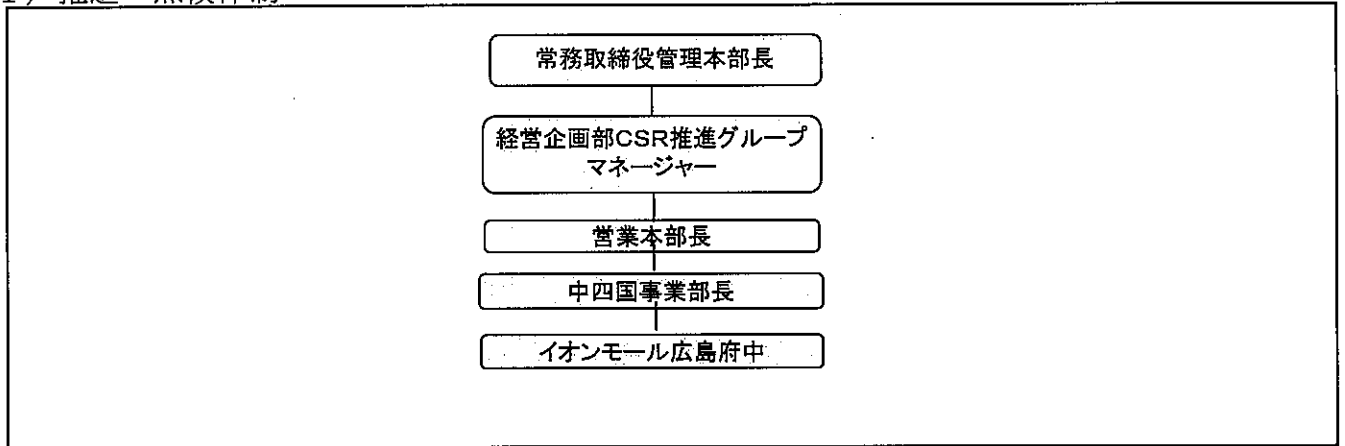 常務取締役管理本部長
経営企画部CSR推進グループ
マネージャー
営業本部長
中四国事業部長
イオンモール広島府中